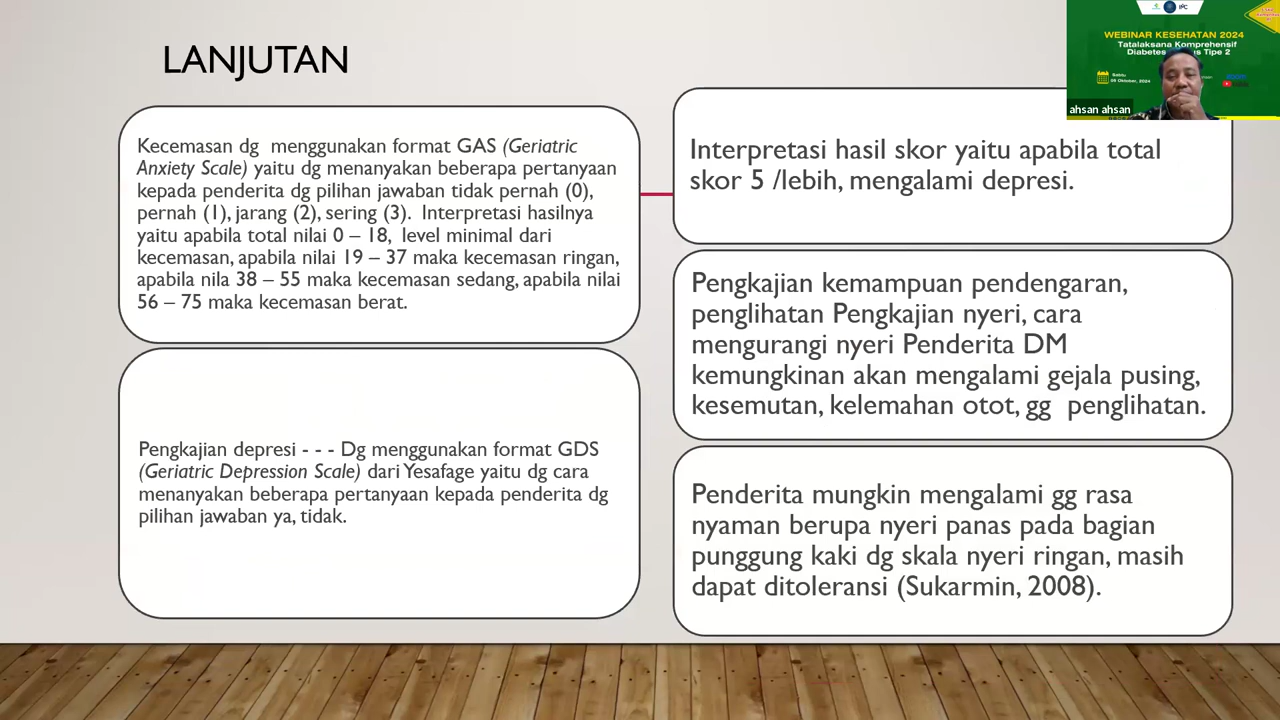 LANJUTAN
Kecemasan dg menggunakan format GAS (Geriatric
Anxiety Scale) yaitu dg menanyakan beberapa pertanyaan
kepada penderita dg pilihan jawaban tidak pernah (0),
pernah (1), jarang (2), sering (3). Interpretasi hasilnya
yaitu apabila total nilai 0 – 18, level minimal dari
kecemasan, apabila nilai 19 – 37 maka kecemasan ringan,
apabila nila 38 – 55 maka kecemasan sedang, apabila nilai
56 – 75 maka kecemasan berat.
Pengkajian depresi - - - Dg menggunakan format GDS
(Geriatric Depression Scale) dari Yesafage yaitu dg cara
menanyakan beberapa pertanyaan kepada penderita dg
pilihan jawaban ya, tidak.
Interpretasi hasil skor yaitu apabila total
skor 5 /lebih, mengalami depresi.
Pengkajian kemampuan pendengaran,
penglihatan Pengkajian nyeri, cara
mengurangi nyeri Penderita DM
kemungkinan akan mengalami gejala pusing,
kesemutan, kelemahan otot, gg penglihatan.
Penderita mungkin mengalami gg rasa
nyaman berupa nyeri panas pada bagian
punggung kaki dg skala nyeri ringan, masih
dapat ditoleransi (Sukarmin, 2008).
IPC
WEBINAR KESEHATAN 2024
Tatalaksana Komprehensif
Diabetes Tipe 2
Sabtu
ahsan ahsan